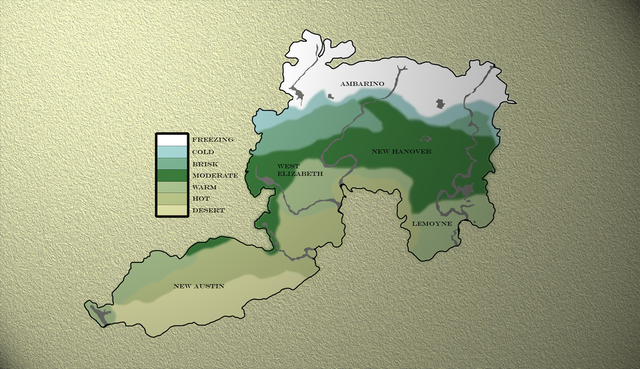 AMBARINO
FREEZING
COLD
BRISK
MODERATE
WARM
HOT
DESERT
NEW HANOVER
WEST
ELIZABETH
LEMOYNE
NEW AUSTIN